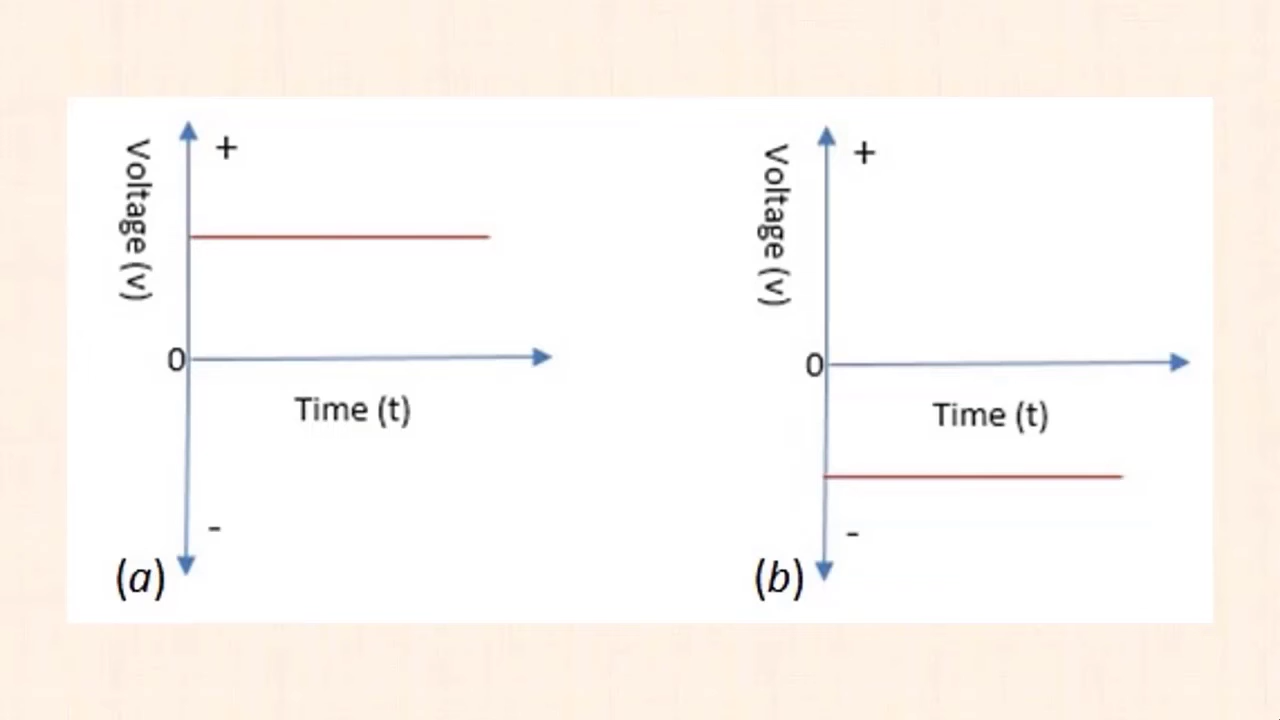 Voltage (v)
+
0
Time (t)
-
(a)
Voltage (v)
+
0
Time (t)
-
(b)